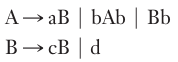 A → aB | bAb | Bb
B → cB | d